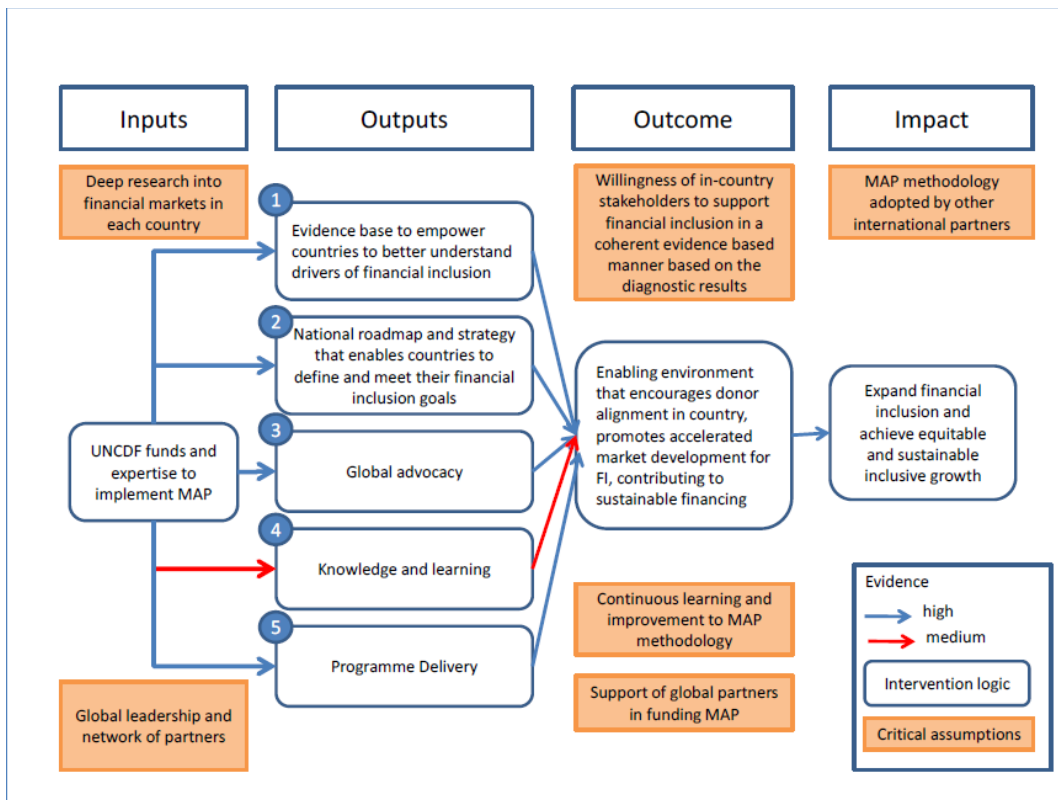 Inputs
Outputs
Outcome
Impact
Deep research into
financial markets in
each country
Willingness of in-country
stakeholders to support
financial inclusion in a
coherent evidence based
manner based on the
diagnostic results
MAP methodology
adopted by other
international partners
1
Evidence base to empower
countries to better understand
drivers of financial inclusion
2
National roadmap and strategy
that enables countries to
define and meet their financial
inclusion goals
3
Global advocacy
4
Knowledge and learning
5
Programme Delivery
UNCDF funds and
expertise to
implement MAP
Enabling environment
that encourages donor
alignment in country,
promotes accelerated
market development for
FI, contributing to
sustainable financing
Expand financial
inclusion and
achieve equitable
and sustainable
inclusive growth
Continuous learning and
improvement to MAP
methodology
Support of global partners
in funding MAP
Global leadership and
network of partners
Evidence
high
medium
Intervention logic
Critical assumptions